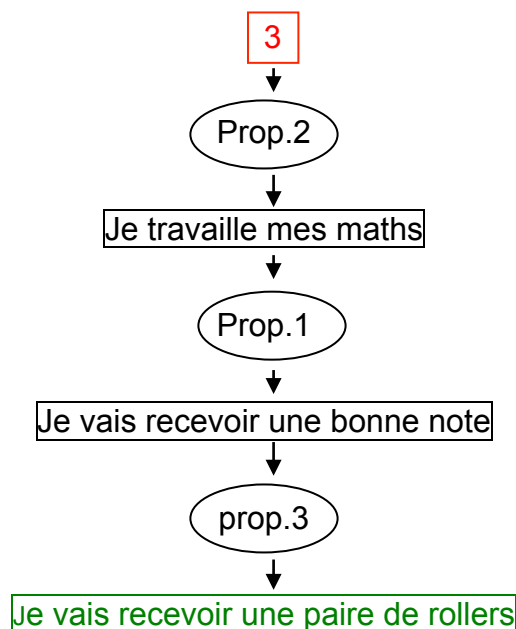 3
Prop.2
Je travaille mes maths
Prop.1
Je vais recevoir une bonne note
prop.3
Je vais recevoir une paire de rollers